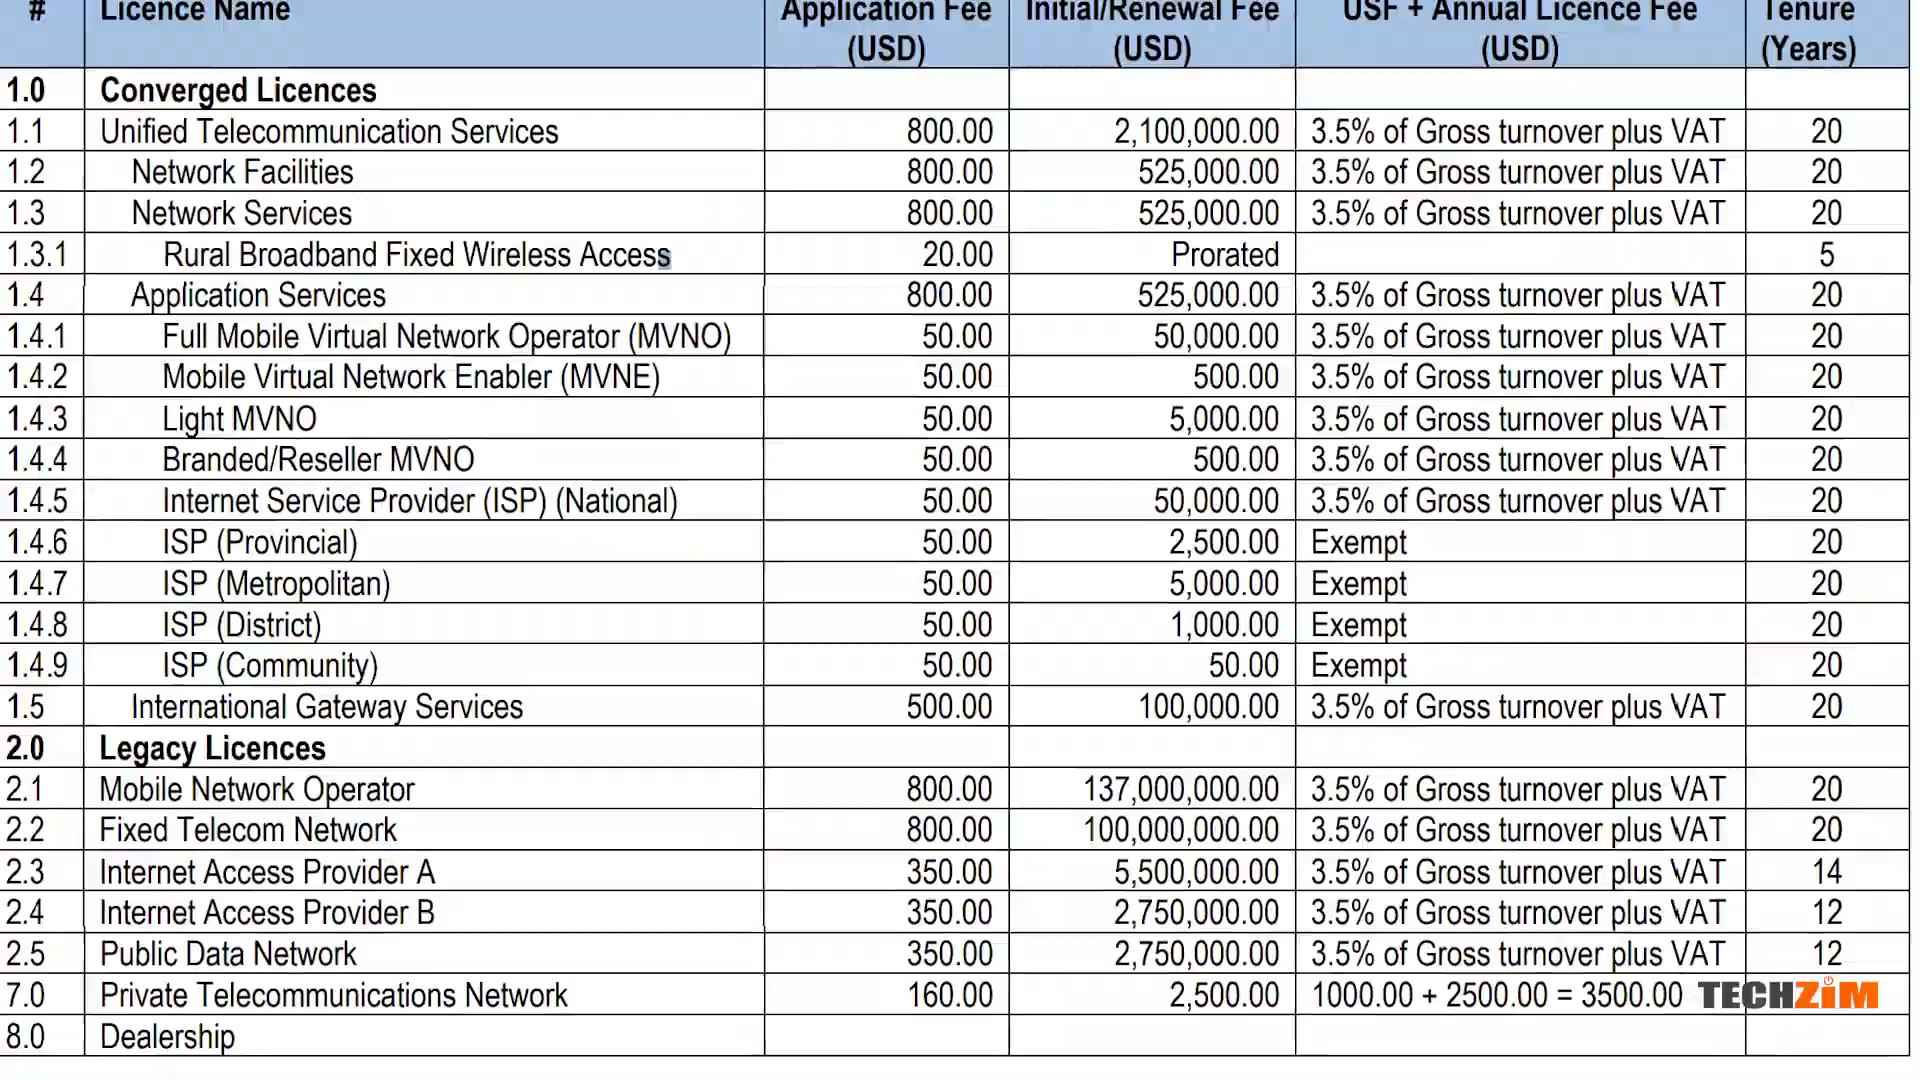 # Licence Name Application Fee (USD) Initial/Renewal Fee (USD) USF + Annual Licence Fee (USD) Tenure (Years)
1.0 Converged Licences
1.1 Unified Telecommunication Services 800.00 2,100,000.00 3.5% of Gross turnover plus VAT 20
1.2 Network Facilities 800.00 525,000.00 3.5% of Gross turnover plus VAT 20
1.3 Network Services 800.00 525,000.00 3.5% of Gross turnover plus VAT 20
1.3.1 Rural Broadband Fixed Wireless Access 20.00 Prorated 5
1.4 Application Services 800.00 525,000.00 3.5% of Gross turnover plus VAT 20
1.4.1 Full Mobile Virtual Network Operator (MVNO) 50.00 50,000.00 3.5% of Gross turnover plus VAT 20
1.4.2 Mobile Virtual Network Enabler (MVNE) 50.00 500.00 3.5% of Gross turnover plus VAT 20
1.4.3 Light MVNO 50.00 5,000.00 3.5% of Gross turnover plus VAT 20
1.4.4 Branded/Reseller MVNO 50.00 500.00 3.5% of Gross turnover plus VAT 20
1.4.5 Internet Service Provider (ISP) (National) 50.00 50,000.00 3.5% of Gross turnover plus VAT 20
1.4.6 ISP (Provincial) 50.00 2,500.00 Exempt 20
1.4.7 ISP (Metropolitan) 50.00 5,000.00 Exempt 20
1.4.8 ISP (District) 50.00 1,000.00 Exempt 20
1.4.9 ISP (Community) 50.00 50.00 Exempt 20
1.5 International Gateway Services 500.00 100,000.00 3.5% of Gross turnover plus VAT 20
2.0 Legacy Licences
2.1 Mobile Network Operator 800.00 137,000,000.00 3.5% of Gross turnover plus VAT 20
2.2 Fixed Telecom Network 800.00 100,000,000.00 3.5% of Gross turnover plus VAT 20
2.3 Internet Access Provider A 350.00 5,500,000.00 3.5% of Gross turnover plus VAT 14
2.4 Internet Access Provider B 350.00 2,750,000.00 3.5% of Gross turnover plus VAT 12
2.5 Public Data Network 350.00 2,750,000.00 3.5% of Gross turnover plus VAT 12
7.0 Private Telecommunications Network 160.00 2,500.00 1000.00 + 2500.00 = 3500.00 TECHZiM
8.0 Dealership